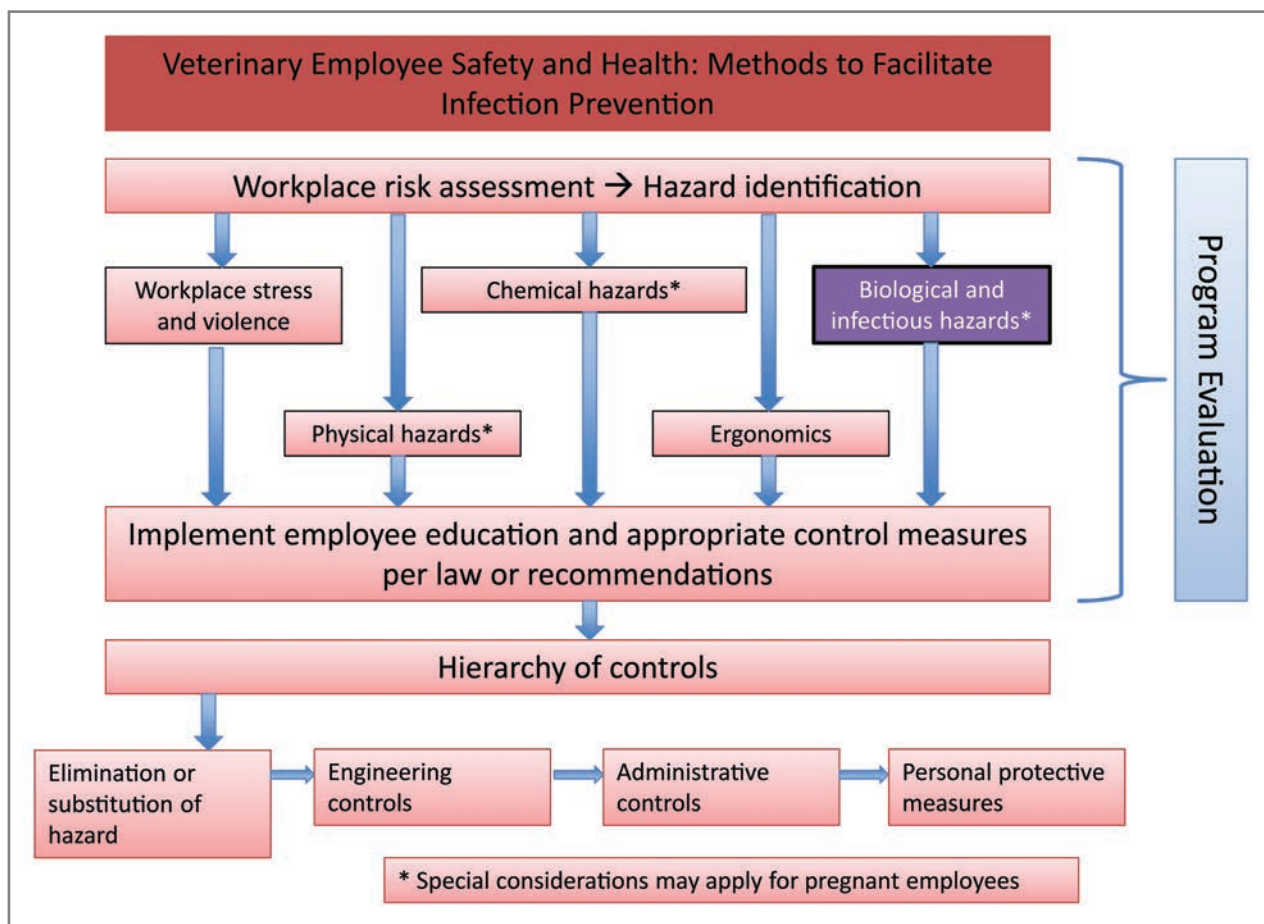 Veterinary Employee Safety and Health: Methods to Facilitate
Infection Prevention
Workplace risk assessment → Hazard identification
Workplace stress
and violence
Chemical hazards*
Biological and
infectious hazards*
Physical hazards*
Ergonomics
Program Evaluation
Implement employee education and appropriate control measures
per law or recommendations
Hierarchy of controls
Elimination or
substitution of
hazard
Engineering
controls
Administrative
controls
Personal protective
measures
* Special considerations may apply for pregnant employees